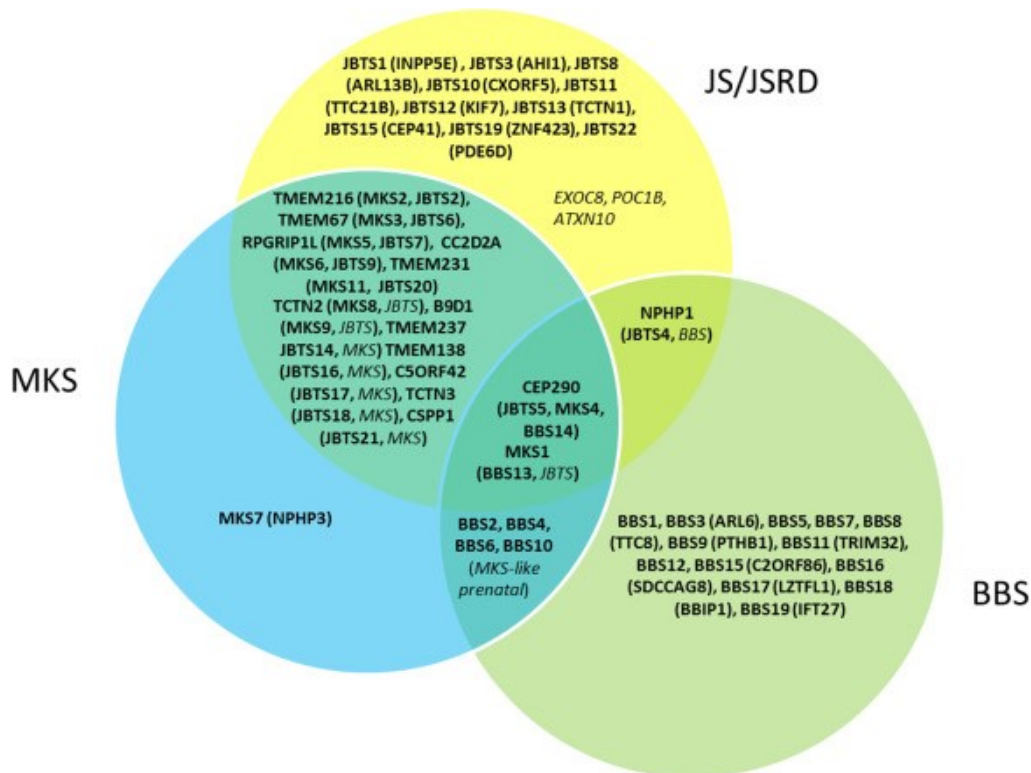 JBTS1 (INPP5E) , JBTS3 (AHI1), JBTS8
(ARL13B), JBTS10 (CXORF5), JBTS11
(TTC21B), JBTS12 (KIF7), JBTS13 (TCTN1),
JBTS15 (CEP41), JBTS19 (ZNF423), JBTS22
(PDE6D)
JS/JSRD
EXOC8, POC1B,
ATXN10
TMEM216 (MKS2, JBTS2),
TMEM67 (MKS3, JBTS6),
RPGRIP1L (MKS5, JBTS7), CC2D2A
(MKS6, JBTS9), TMEM231
(MKS11, JBTS20)
TCTN2 (MKS8, JBTS), B9D1
(MKS9, JBTS), TMEM237
JBTS14, MKS) TMEM138
(JBTS16, MKS), C5ORF42
(JBTS17, MKS), TCTN3
(JBTS18, MKS), CSPP1
(JBTS21, MKS)
NPHP1
(JBTS4, BBS)
MKS
CEP290
(JBTS5, MKS4,
BBS14)
MKS1
(BBS13, JBTS)
MKS7 (NPHP3)
BBS2, BBS4,
BBS6, BBS10
(MKS-like
prenatal)
BBS1, BBS3 (ARL6), BBS5, BBS7, BBS8
(TTC8), BBS9 (PTHB1), BBS11 (TRIM32),
BBS12, BBS15 (C2ORF86), BBS16
(SDCCAG8), BBS17 (LZTFL1), BBS18
(BBIP1), BBS19 (IFT27)
BBS